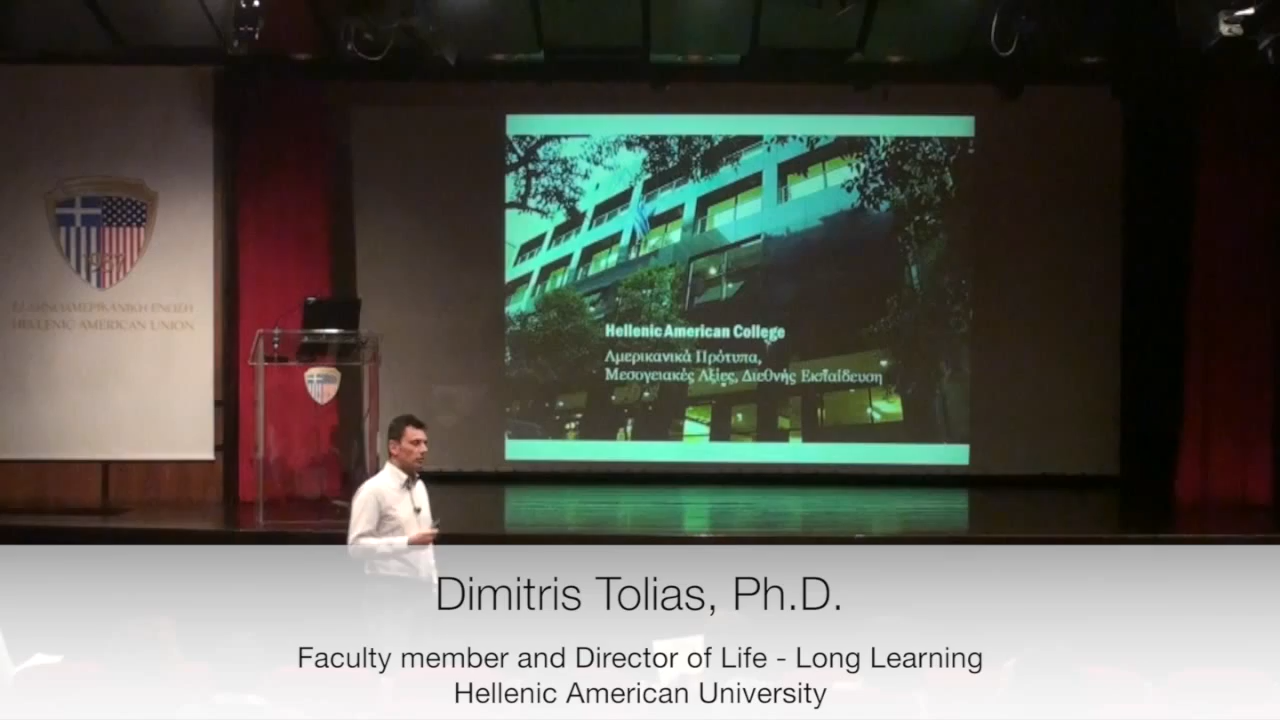 1957
ΕΛΛΗΝΟΑΜΕΡΙΚΑΝΙΚΗ ΕΝΩΣΗ
HELLENIC AMERICAN UNION
Hellenic American College
Αμερικανικά Πρότυπα,
Μεσογειακές Αξίες, Διεθνής Εκπαίδευση
Dimitris Tolias, Ph.D.
Faculty member and Director of Life - Long Learning
Hellenic American University